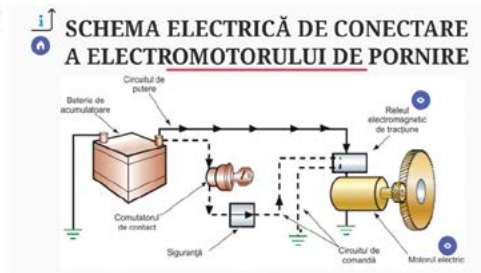 SCHEMA ELECTRICĂ DE CONECTARE
A ELECTROMOTORULUI DE PORNIRE
Circuitul de
putere
Baterie de
acumulatoare
Releul
electromagnetic
de tracțiune
Comutatorul
de contact
Siguranță
Circuitul de
comandă
Motorul electric